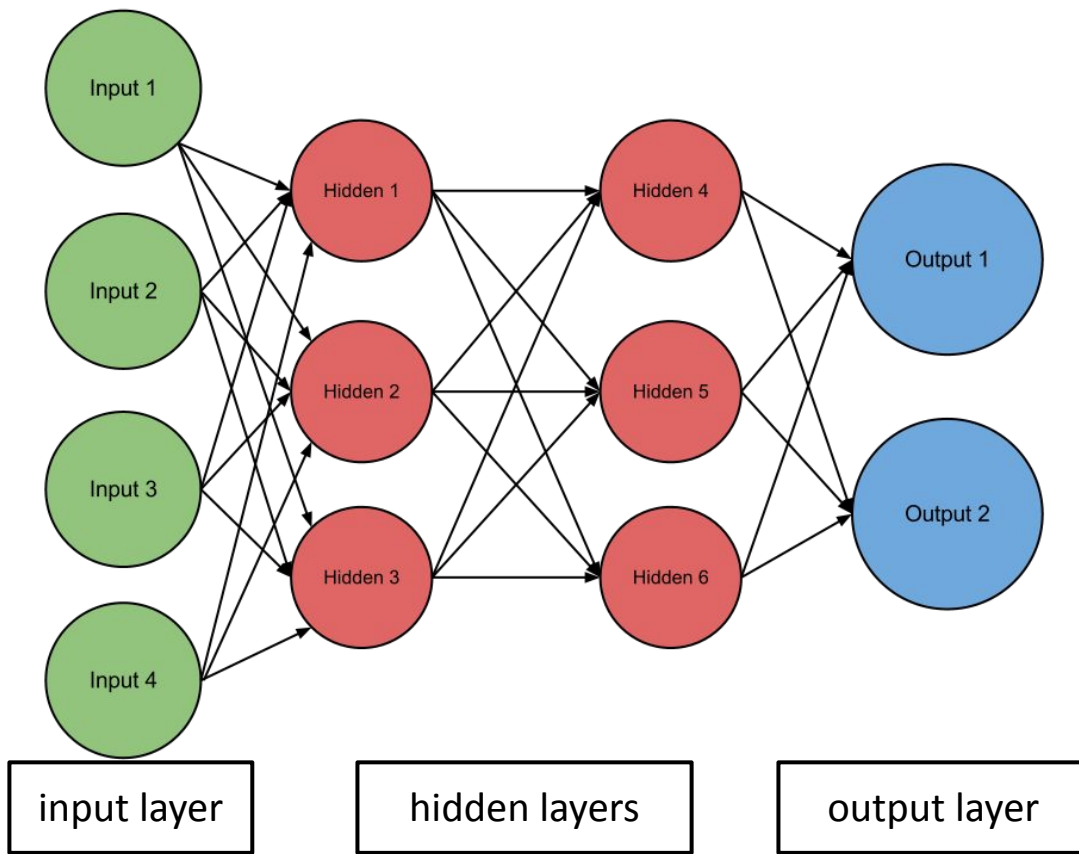 Input 1
Input 2
Input 3
Input 4
Hidden 1
Hidden 2
Hidden 3
Hidden 4
Hidden 5
Hidden 6
Output 1
Output 2
input layer
hidden layers
output layer